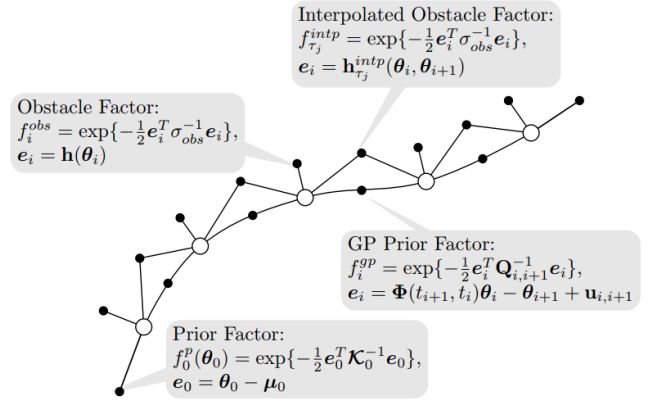 Interpolated Obstacle Factor:
$f_{\tau_j}^{intp} = \exp\{-\frac{1}{2}\boldsymbol{e}_i^T \sigma_{obs}^{-1} \boldsymbol{e}_i\},$
$\boldsymbol{e}_i = \mathbf{h}_{\tau_j}^{intp}(\boldsymbol{\theta}_i, \boldsymbol{\theta}_{i+1})$
Obstacle Factor:
$f_i^{obs} = \exp\{-\frac{1}{2}\boldsymbol{e}_i^T \sigma_{obs}^{-1} \boldsymbol{e}_i\},$
$\boldsymbol{e}_i = \mathbf{h}(\boldsymbol{\theta}_i)$
GP Prior Factor:
$f_i^{gp} = \exp\{-\frac{1}{2}\boldsymbol{e}_i^T \mathbf{Q}_{i,i+1}^{-1} \boldsymbol{e}_i\},$
$\boldsymbol{e}_i = \boldsymbol{\Phi}(t_{i+1}, t_i)\boldsymbol{\theta}_i - \boldsymbol{\theta}_{i+1} + \mathbf{u}_{i,i+1}$
Prior Factor:
$f_0^p(\boldsymbol{\theta}_0) = \exp\{-\frac{1}{2}\boldsymbol{e}_0^T \boldsymbol{\mathcal{K}}_0^{-1} \boldsymbol{e}_0\},$
$\boldsymbol{e}_0 = \boldsymbol{\theta}_0 - \boldsymbol{\mu}_0$